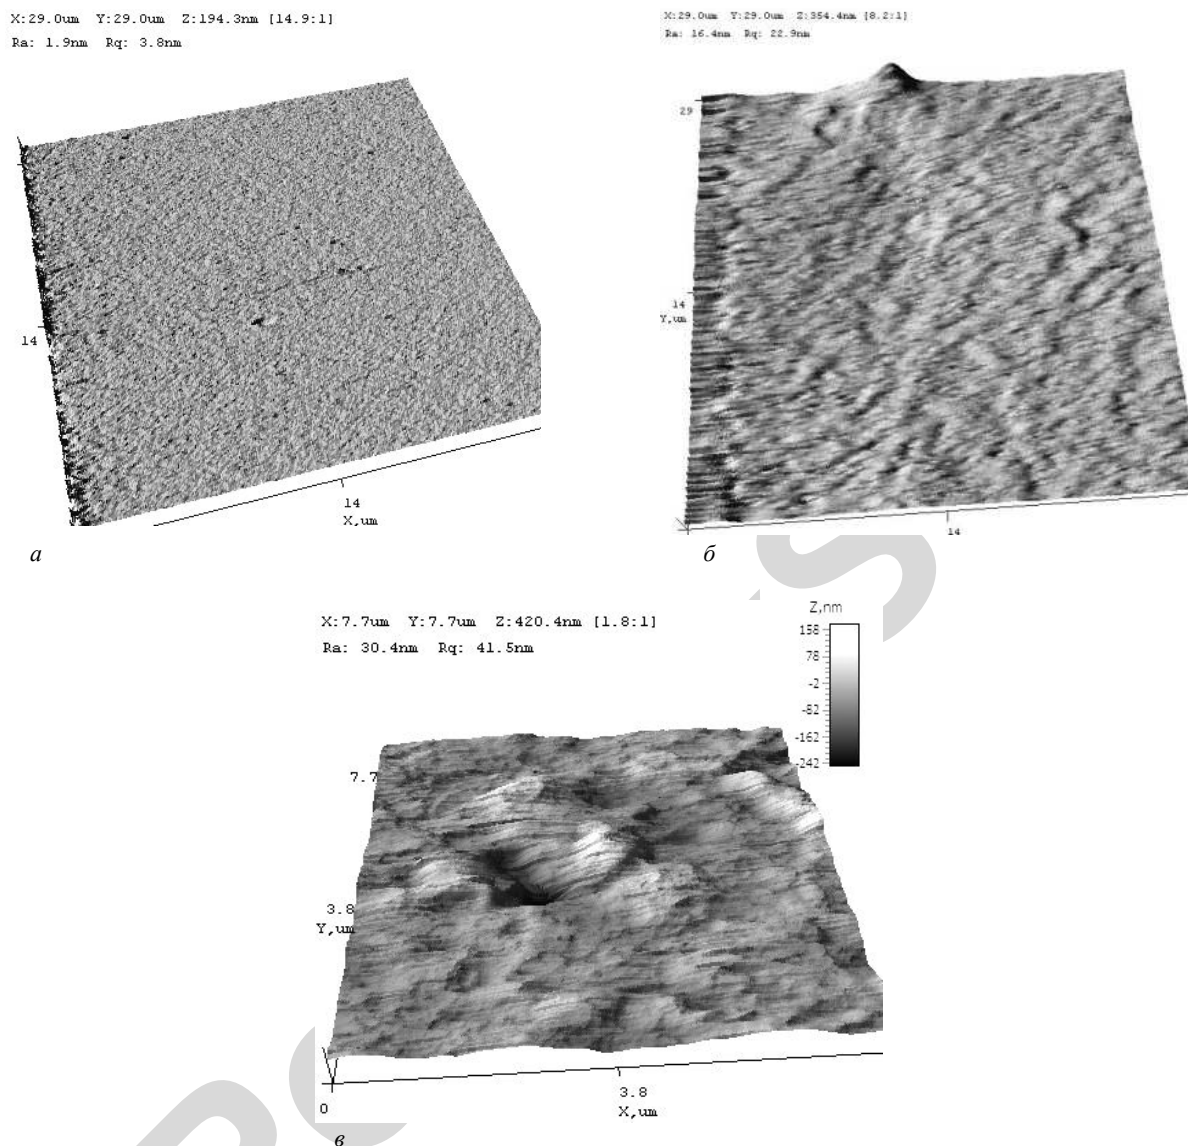 X:29.0um Y:29.0um Z:194.3nm [14.9:1]
Ra: 1.9nm Rq: 3.8nm
14
14
X,um
а
X:29.0um Y:29.0um Z:354.4nm [8.2:1]
Ra: 16.4nm Rq: 22.9nm
29
14
Y,um
14
б
X:7.7um Y:7.7um Z:420.4nm [1.8:1]
Ra: 30.4nm Rq: 41.5nm
Z,nm
158
78
-2
-82
-162
-242
7.7
3.8
Y,um
0
3.8
X,um
в